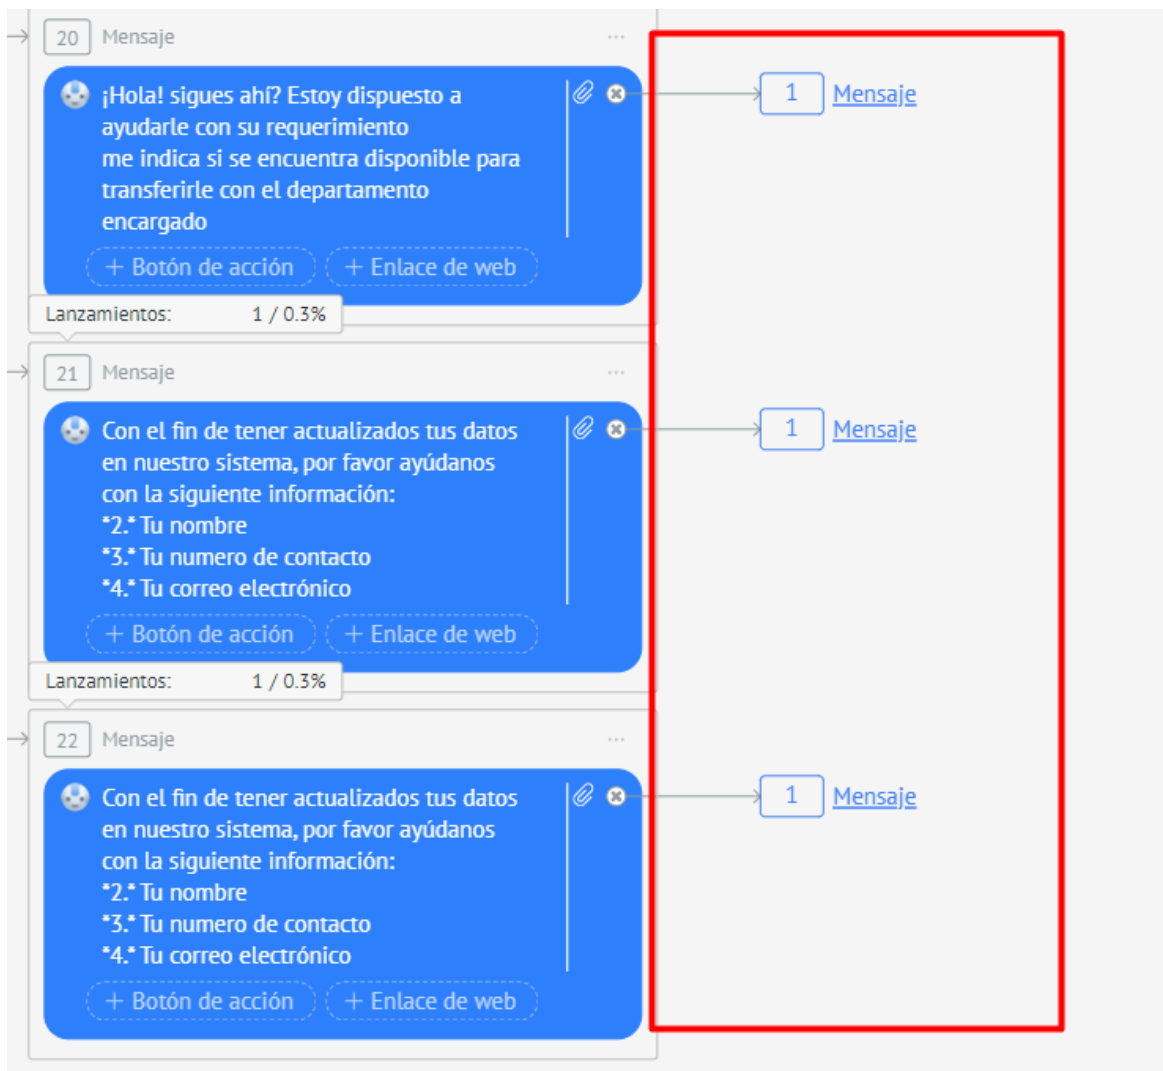 20 Mensaje ...
¡Hola! sigues ahí? Estoy dispuesto a
ayudarle con su requerimiento
me indica si se encuentra disponible para
transferirle con el departamento
encargado
+ Botón de acción + Enlace de web
1 Mensaje
Lanzamientos: 1 / 0.3%
21 Mensaje ...
Con el fin de tener actualizados tus datos
en nuestro sistema, por favor ayúdanos
con la siguiente información:
*2.* Tu nombre
*3.* Tu numero de contacto
*4.* Tu correo electrónico
+ Botón de acción + Enlace de web
1 Mensaje
Lanzamientos: 1 / 0.3%
22 Mensaje ...
Con el fin de tener actualizados tus datos
en nuestro sistema, por favor ayúdanos
con la siguiente información:
*2.* Tu nombre
*3.* Tu numero de contacto
*4.* Tu correo electrónico
+ Botón de acción + Enlace de web
1 Mensaje